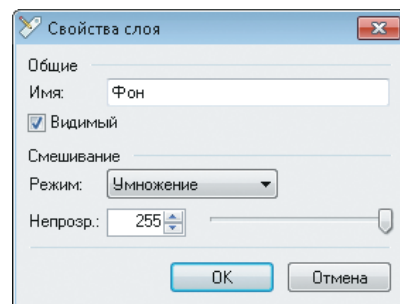 Свойства слоя
Общие
Имя: Фон
Видимый
Смешивание
Режим: Умножение
Непрозр.: 255
OK Отмена